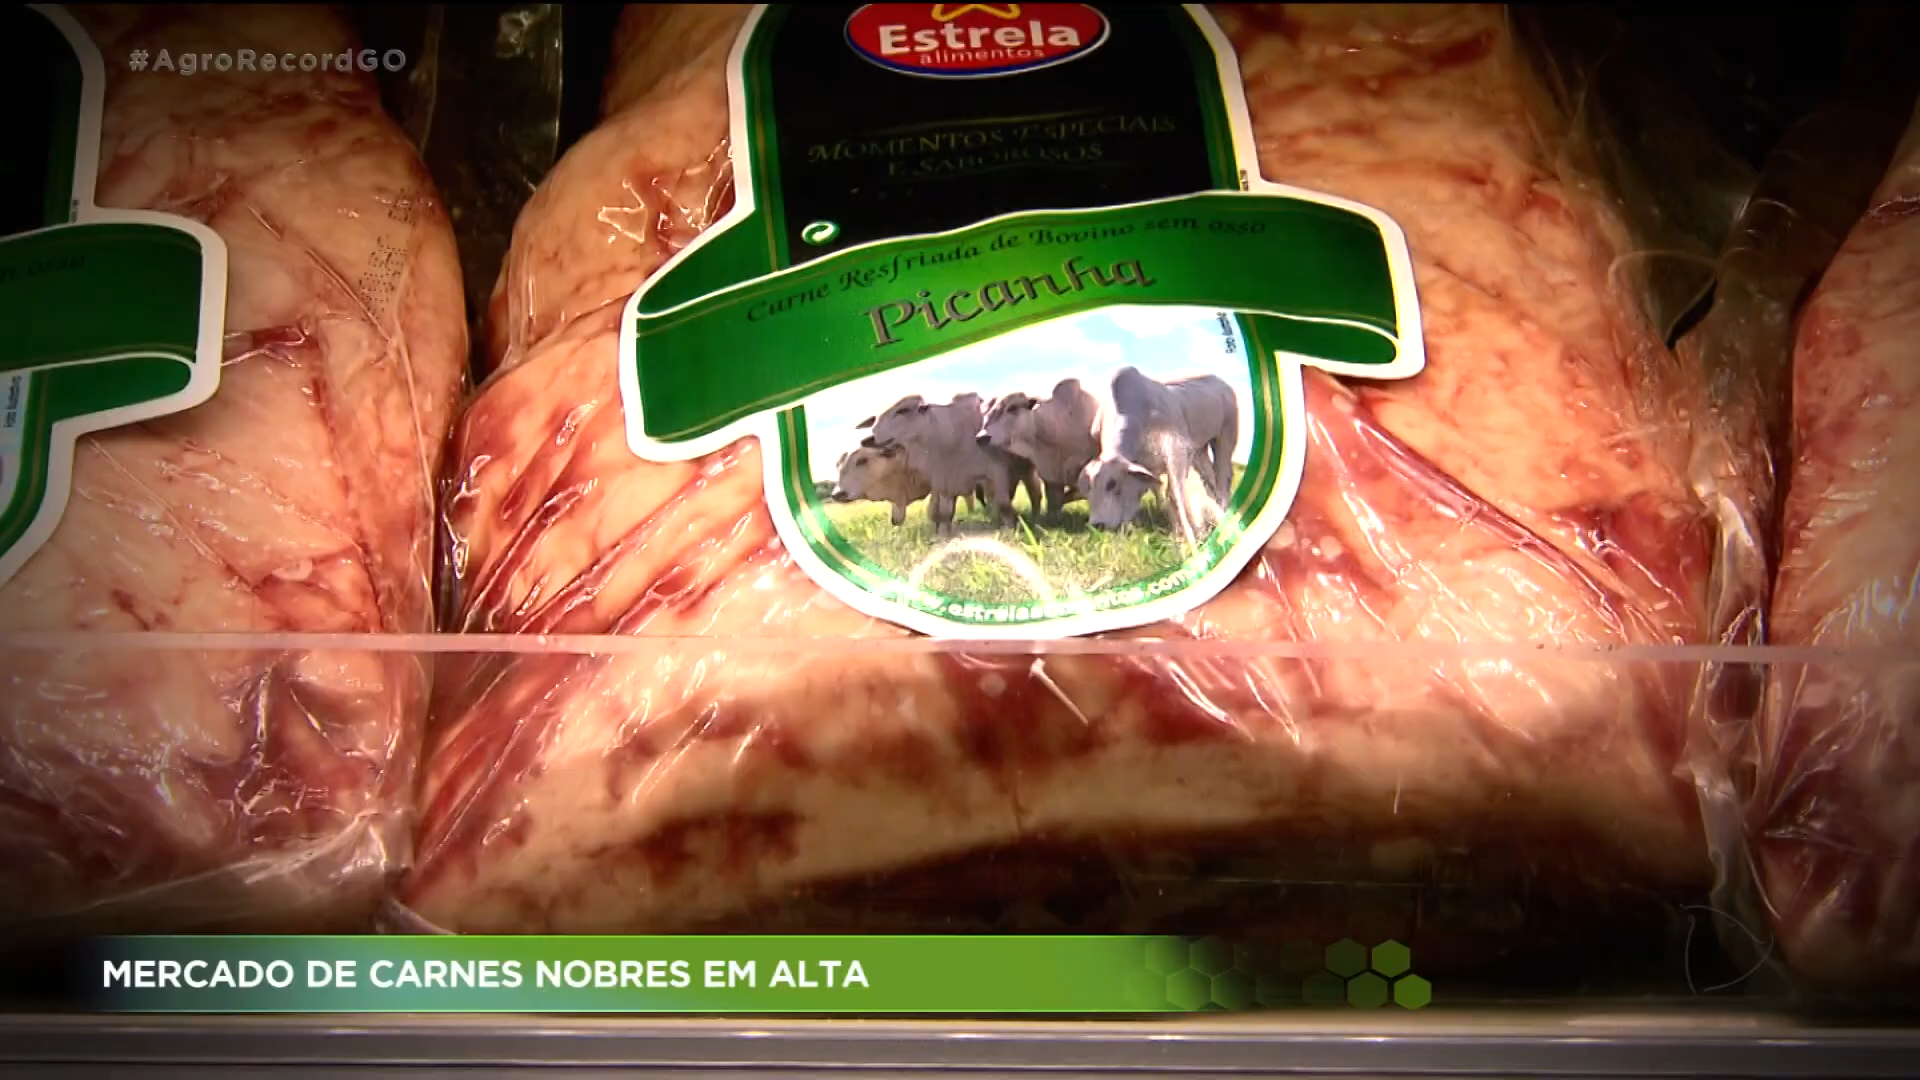 #AgroRecordGO
Estrela
alimentos
MOMENTOS ESPECIAIS
E SABOROSOS
Carne Resfriada de Bovino sem osso
Picanha
MERCADO DE CARNES NOBRES EM ALTA